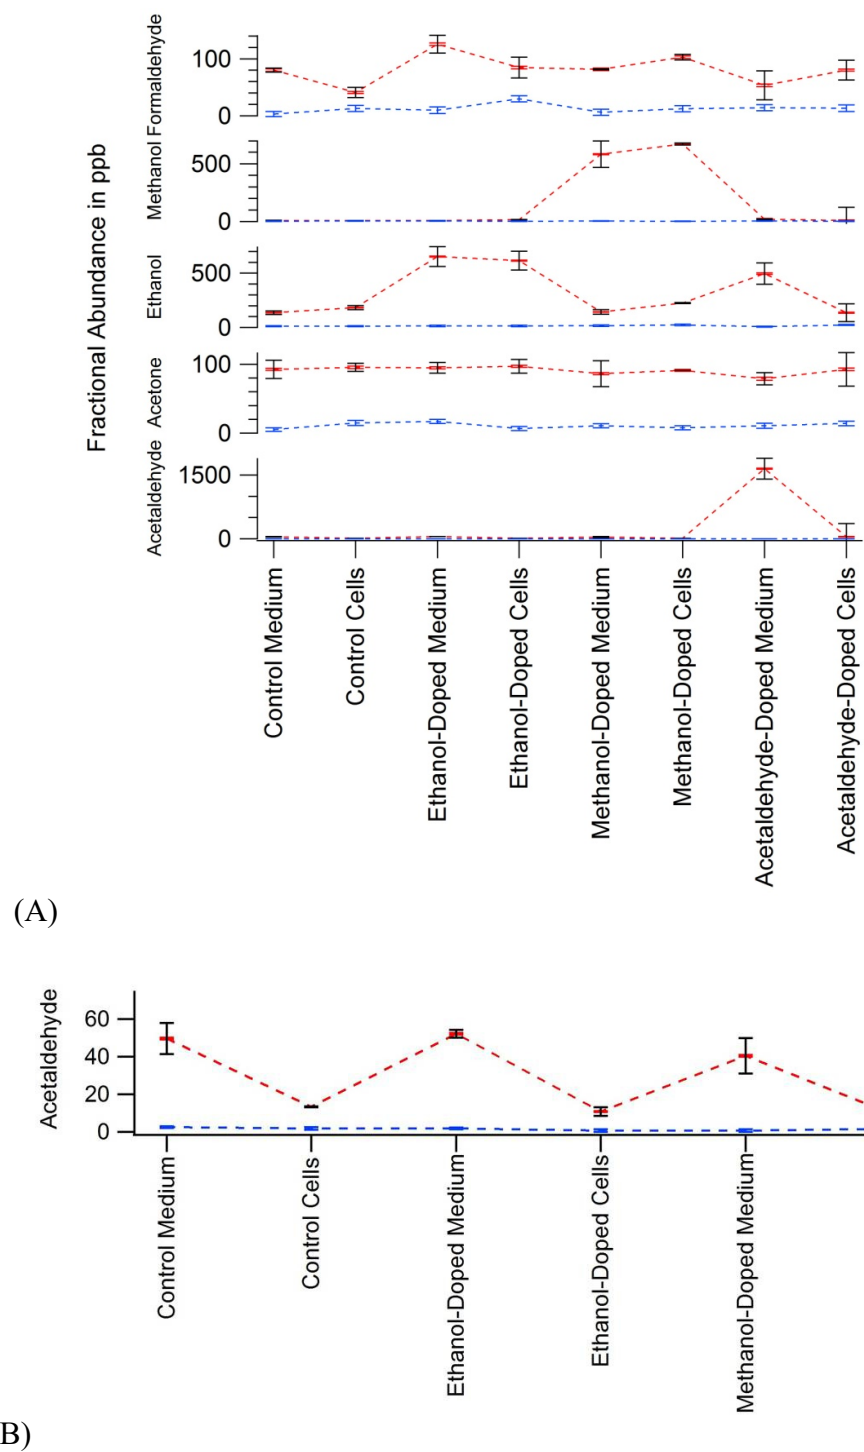 Fractional Abundance in ppb
Formaldehyde
100
0
Methanol
500
0
Ethanol
500
0
Acetone
100
0
Acetaldehyde
1500
0
Control Medium
Control Cells
Ethanol-Doped Medium
Ethanol-Doped Cells
Methanol-Doped Medium
Methanol-Doped Cells
Acetaldehyde-Doped Medium
Acetaldehyde-Doped Cells
(A)
Acetaldehyde
60
40
20
0
Control Medium
Control Cells
Ethanol-Doped Medium
Ethanol-Doped Cells
Methanol-Doped Medium
B)